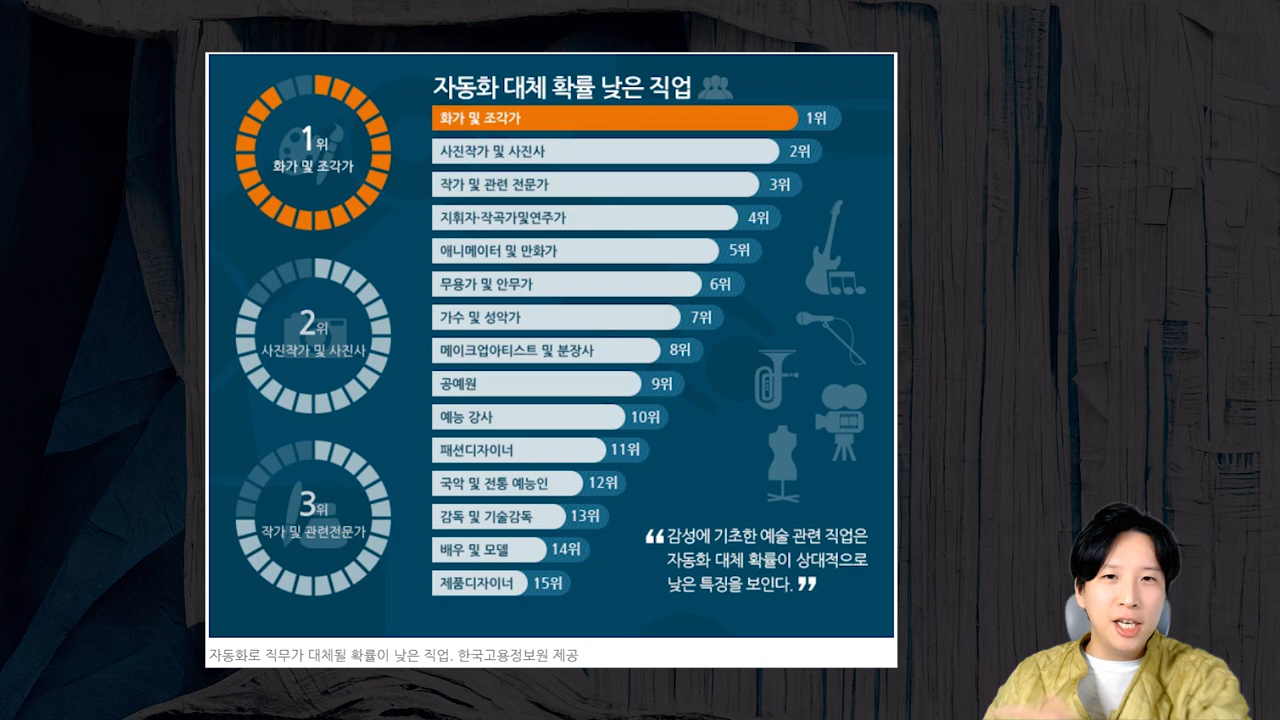 자동화 대체 확률 낮은 직업
1위
화가 및 조각가
2위
사진작가 및 사진사
3위
작가 및 관련전문가
화가 및 조각가 1위
사진작가 및 사진사 2위
작가 및 관련 전문가 3위
지휘자·작곡가및연주가 4위
애니메이터 및 만화가 5위
무용가 및 안무가 6위
가수 및 성악가 7위
메이크업아티스트 및 분장사 8위
공예원 9위
예능 강사 10위
패션디자이너 11위
국악 및 전통 예능인 12위
감독 및 기술감독 13위
배우 및 모델 14위
제품디자이너 15위
“감성에 기초한 예술 관련 직업은
자동화 대체 확률이 상대적으로
낮은 특징을 보인다.”
자동화로 직무가 대체될 확률이 낮은 직업. 한국고용정보원 제공